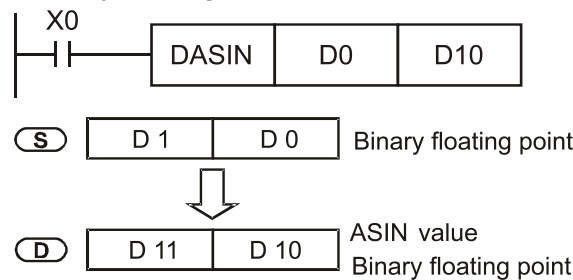 X0
DASIN D0 D10
S D 1 D 0 Binary floating point
D D 11 D 10 ASIN value
Binary floating point